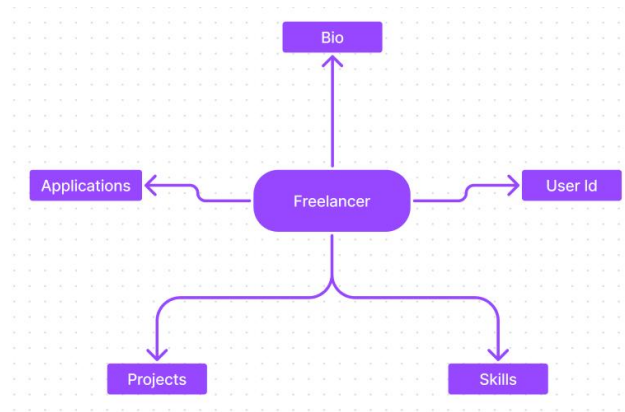 Bio
Applications
User Id
Freelancer
Projects
Skills